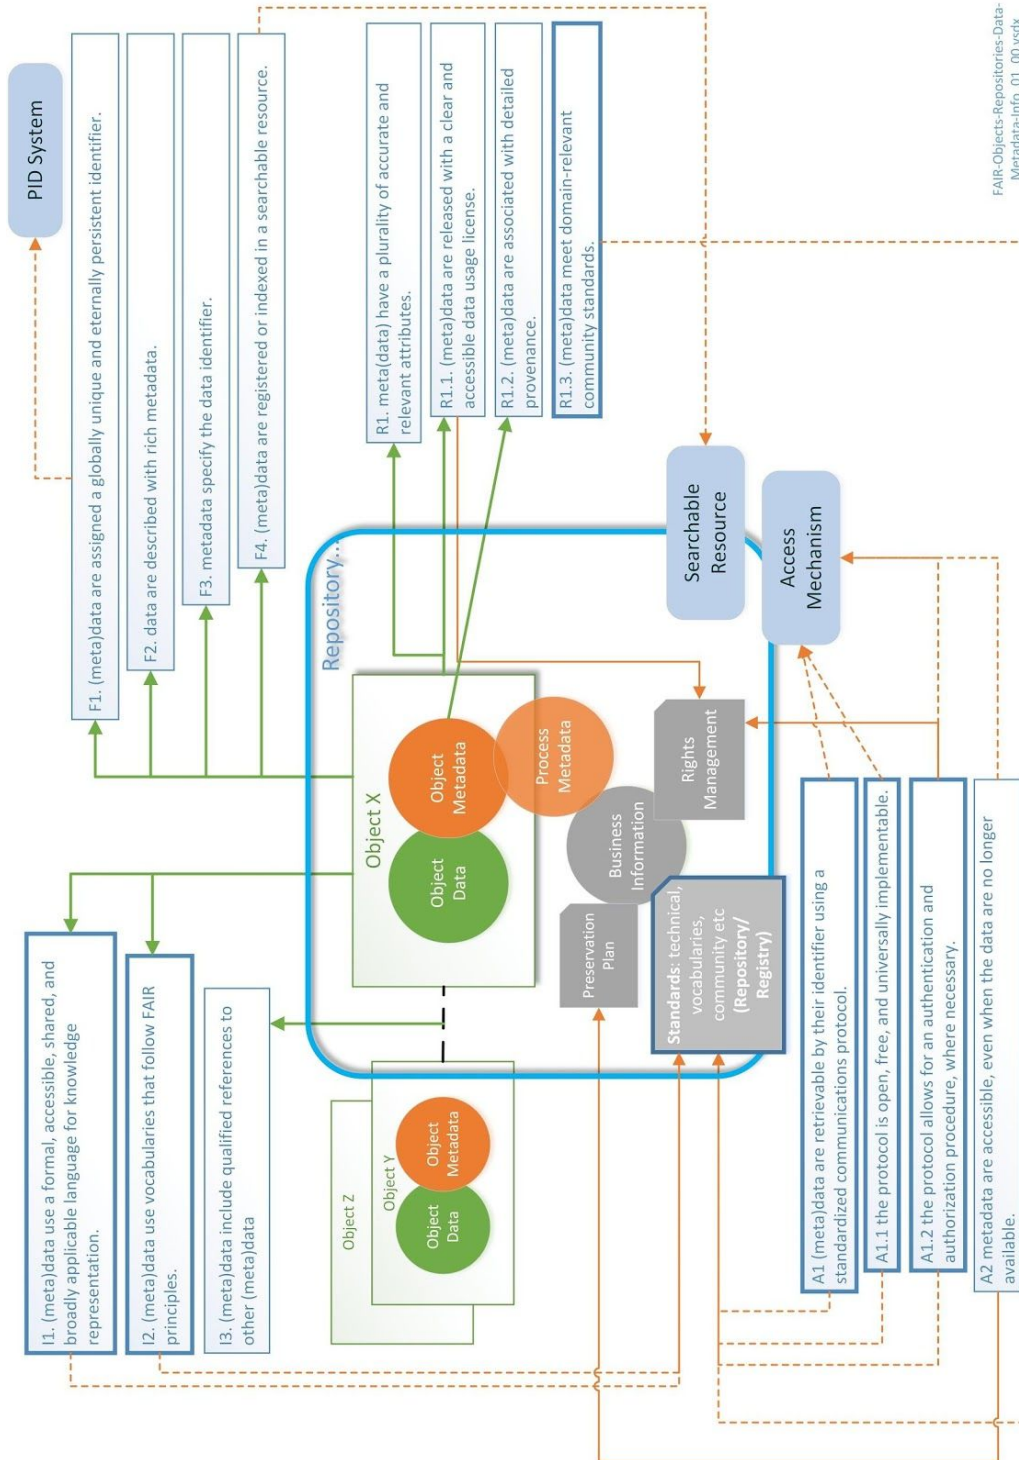 PID System
F1. (meta)data are assigned a globally unique and eternally persistent identifier.
F2. data are described with rich metadata.
F3. metadata specify the data identifier.
F4. (meta)data are registered or indexed in a searchable resource.
I1. (meta)data use a formal, accessible, shared, and
broadly applicable language for knowledge
representation.
I2. (meta)data use vocabularies that follow FAIR
principles.
I3. (meta)data include qualified references to
other (meta)data
Repository...
Object X
Object
Data
Object
Metadata
Process
Metadata
Business
Information
Preservation
Plan
Rights
Management
Standards: technical,
vocabularies,
community etc
(Repository/
Registry)
Object Z
Object Y
Object
Data
Object
Metadata
R1. meta(data) have a plurality of accurate and
relevant attributes.
R1.1. (meta)data are released with a clear and
accessible data usage license.
R1.2. (meta)data are associated with detailed
provenance.
R1.3. (meta)data meet domain-relevant
community standards.
Searchable
Resource
Access
Mechanism
A1 (meta)data are retrievable by their identifier using a
standardized communications protocol.
A1.1 the protocol is open, free, and universally implementable.
A1.2 the protocol allows for an authentication and
authorization procedure, where necessary.
A2 metadata are accessible, even when the data are no longer
available.
FAIR-Objects-Repositories-Data-
Metadata-Info_01_00.vsdx